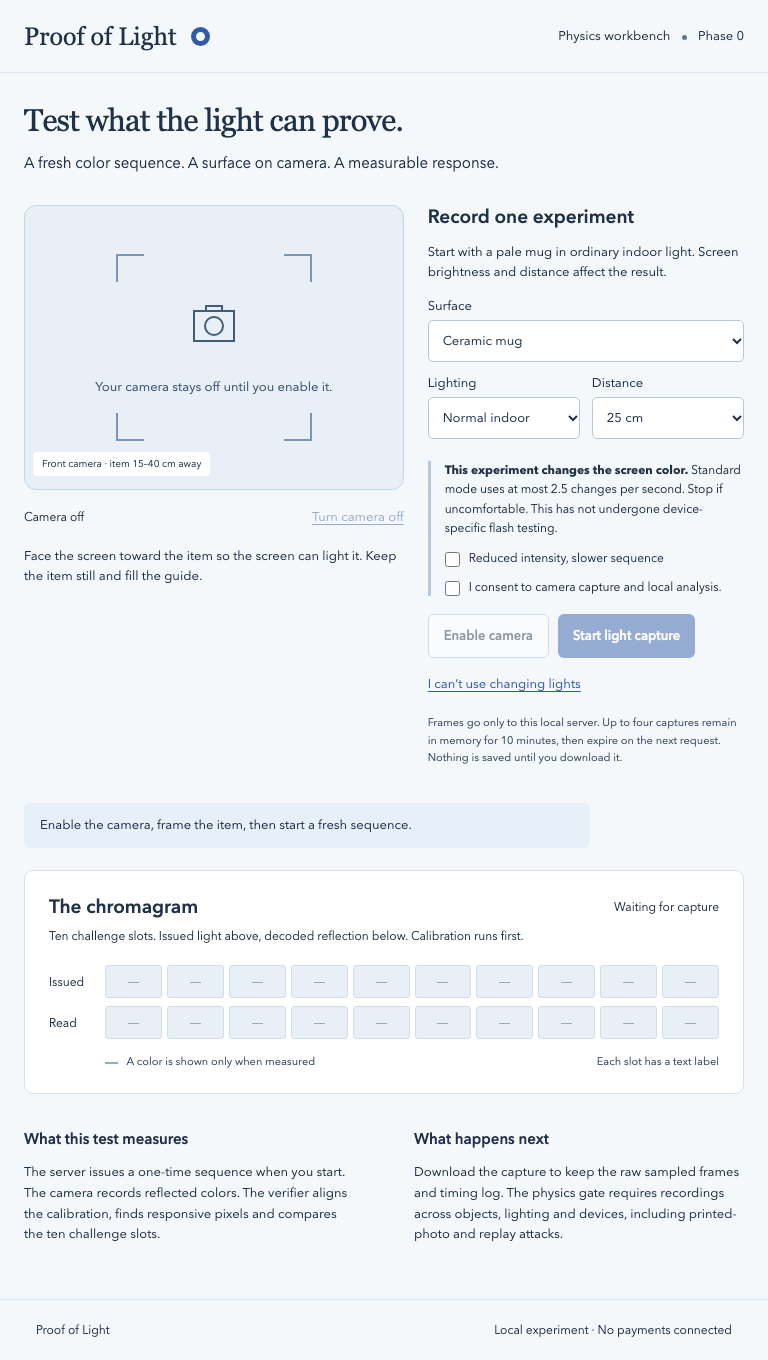 Proof of Light
Physics workbench • Phase 0
Test what the light can prove.
A fresh color sequence. A surface on camera. A measurable response.
Your camera stays off until you enable it.
Front camera · item 15–40 cm away
Camera off
Turn camera off
Face the screen toward the item so the screen can light it. Keep
the item still and fill the guide.
Record one experiment
Start with a pale mug in ordinary indoor light. Screen
brightness and distance affect the result.
Surface
Ceramic mug
Lighting
Distance
Normal indoor
25 cm
This experiment changes the screen color. Standard
mode uses at most 2.5 changes per second. Stop if
uncomfortable. This has not undergone device-
specific flash testing.
Reduced intensity, slower sequence
I consent to camera capture and local analysis.
Enable camera
Start light capture
I can’t use changing lights
Frames go only to this local server. Up to four captures remain
in memory for 10 minutes, then expire on the next request.
Nothing is saved until you download it.
Enable the camera, frame the item, then start a fresh sequence.
The chromagram
Waiting for capture
Ten challenge slots. Issued light above, decoded reflection below. Calibration runs first.
Issued — — — — — — — — — —
Read — — — — — — — — — —
— A color is shown only when measured
Each slot has a text label
What this test measures
The server issues a one-time sequence when you start.
The camera records reflected colors. The verifier aligns
the calibration, finds responsive pixels and compares
the ten challenge slots.
What happens next
Download the capture to keep the raw sampled frames
and timing log. The physics gate requires recordings
across objects, lighting and devices, including printed-
photo and replay attacks.
Proof of Light
Local experiment · No payments connected